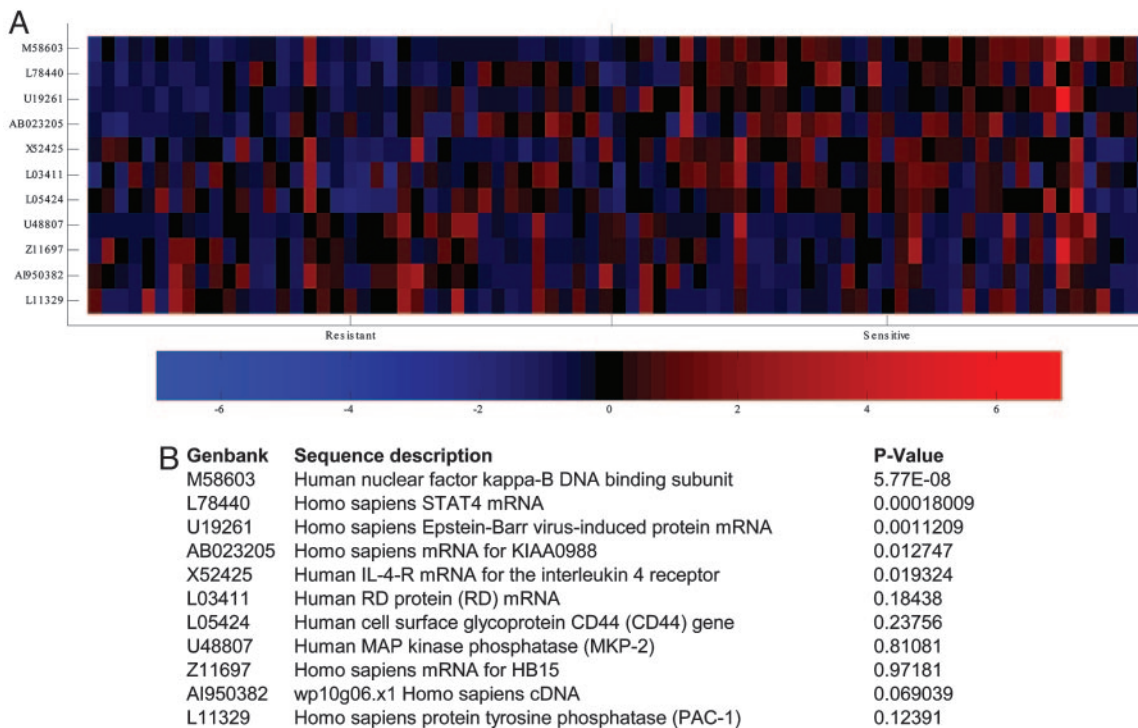 A
M58603
L78440
U19261
AB023205
X52425
L03411
L05424
U48807
Z11697
AI950382
L11329
Resistant Sensitive
-6 -4 -2 0 2 4 6
B Genbank Sequence description P-Value
M58603 Human nuclear factor kappa-B DNA binding subunit 5.77E-08
L78440 Homo sapiens STAT4 mRNA 0.00018009
U19261 Homo sapiens Epstein-Barr virus-induced protein mRNA 0.0011209
AB023205 Homo sapiens mRNA for KIAA0988 0.012747
X52425 Human IL-4-R mRNA for the interleukin 4 receptor 0.019324
L03411 Human RD protein (RD) mRNA 0.18438
L05424 Human cell surface glycoprotein CD44 (CD44) gene 0.23756
U48807 Human MAP kinase phosphatase (MKP-2) 0.81081
Z11697 Homo sapiens mRNA for HB15 0.97181
AI950382 wp10g06.x1 Homo sapiens cDNA 0.069039
L11329 Homo sapiens protein tyrosine phosphatase (PAC-1) 0.12391